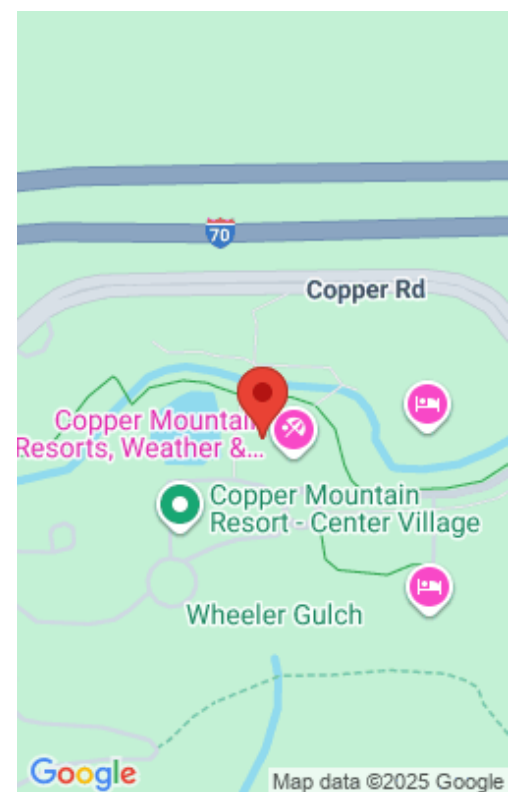 70
Copper Rd
Copper Mountain
Resorts, Weather &...
Copper Mountain
Resort - Center Village
Wheeler Gulch
Google
Map data ©2025 Google